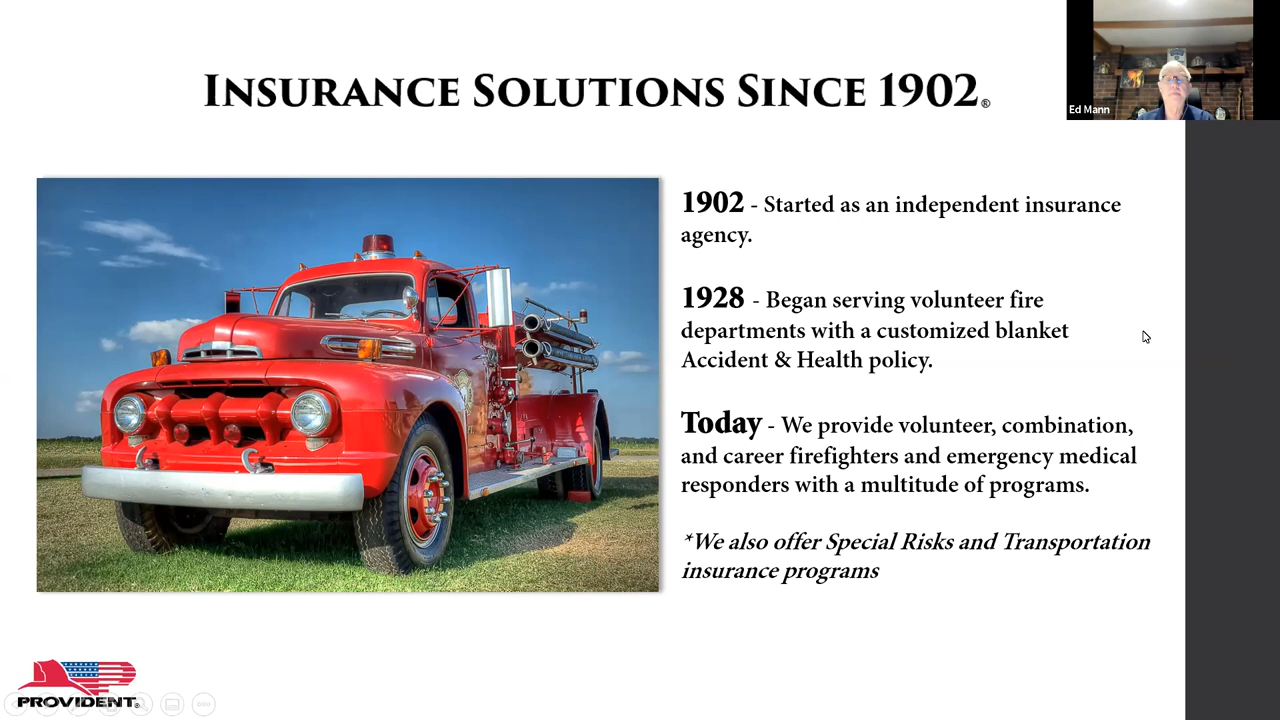 INSURANCE SOLUTIONS SINCE 1902®
Ed Mann
1902 - Started as an independent insurance
agency.
1928 - Began serving volunteer fire
departments with a customized blanket
Accident & Health policy.
Today - We provide volunteer, combination,
and career firefighters and emergency medical
responders with a multitude of programs.
*We also offer Special Risks and Transportation
insurance programs
PROVIDENT®